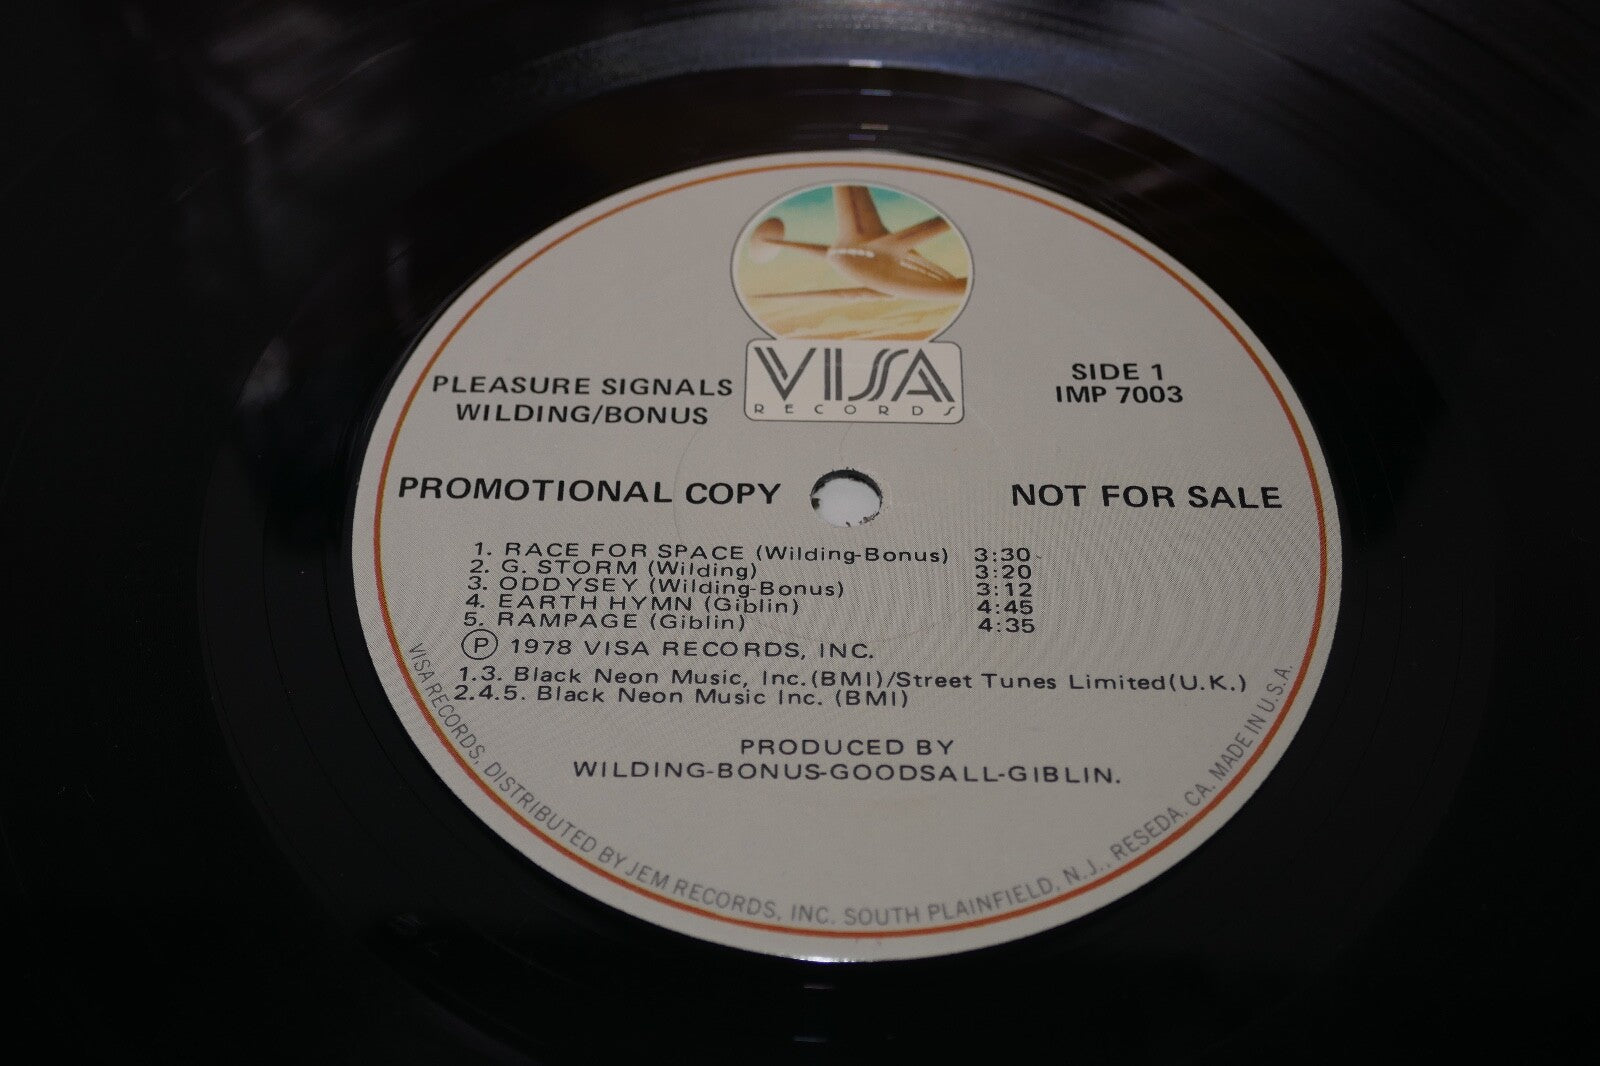 VISA
RECORDS
PLEASURE SIGNALS
WILDING/BONUS
SIDE 1
IMP 7003
PROMOTIONAL COPY
NOT FOR SALE
1. RACE FOR SPACE (Wilding-Bonus) 3:30
2. G. STORM (Wilding) 3:20
3. ODDYSEY (Wilding-Bonus) 3:12
4. EARTH HYMN (Giblin) 4:45
5. RAMPAGE (Giblin) 4:35
Ⓟ 1978 VISA RECORDS, INC.
1.3. Black Neon Music, Inc.(BMI)/Street Tunes Limited(U.K.)
2.4.5. Black Neon Music Inc. (BMI)
PRODUCED BY
WILDING-BONUS-GOODSALL-GIBLIN.
VISA RECORDS, DISTRIBUTED BY JEM RECORDS, INC. SOUTH PLAINFIELD, N.J., RESEDA, CA. MADE IN U.S.A.